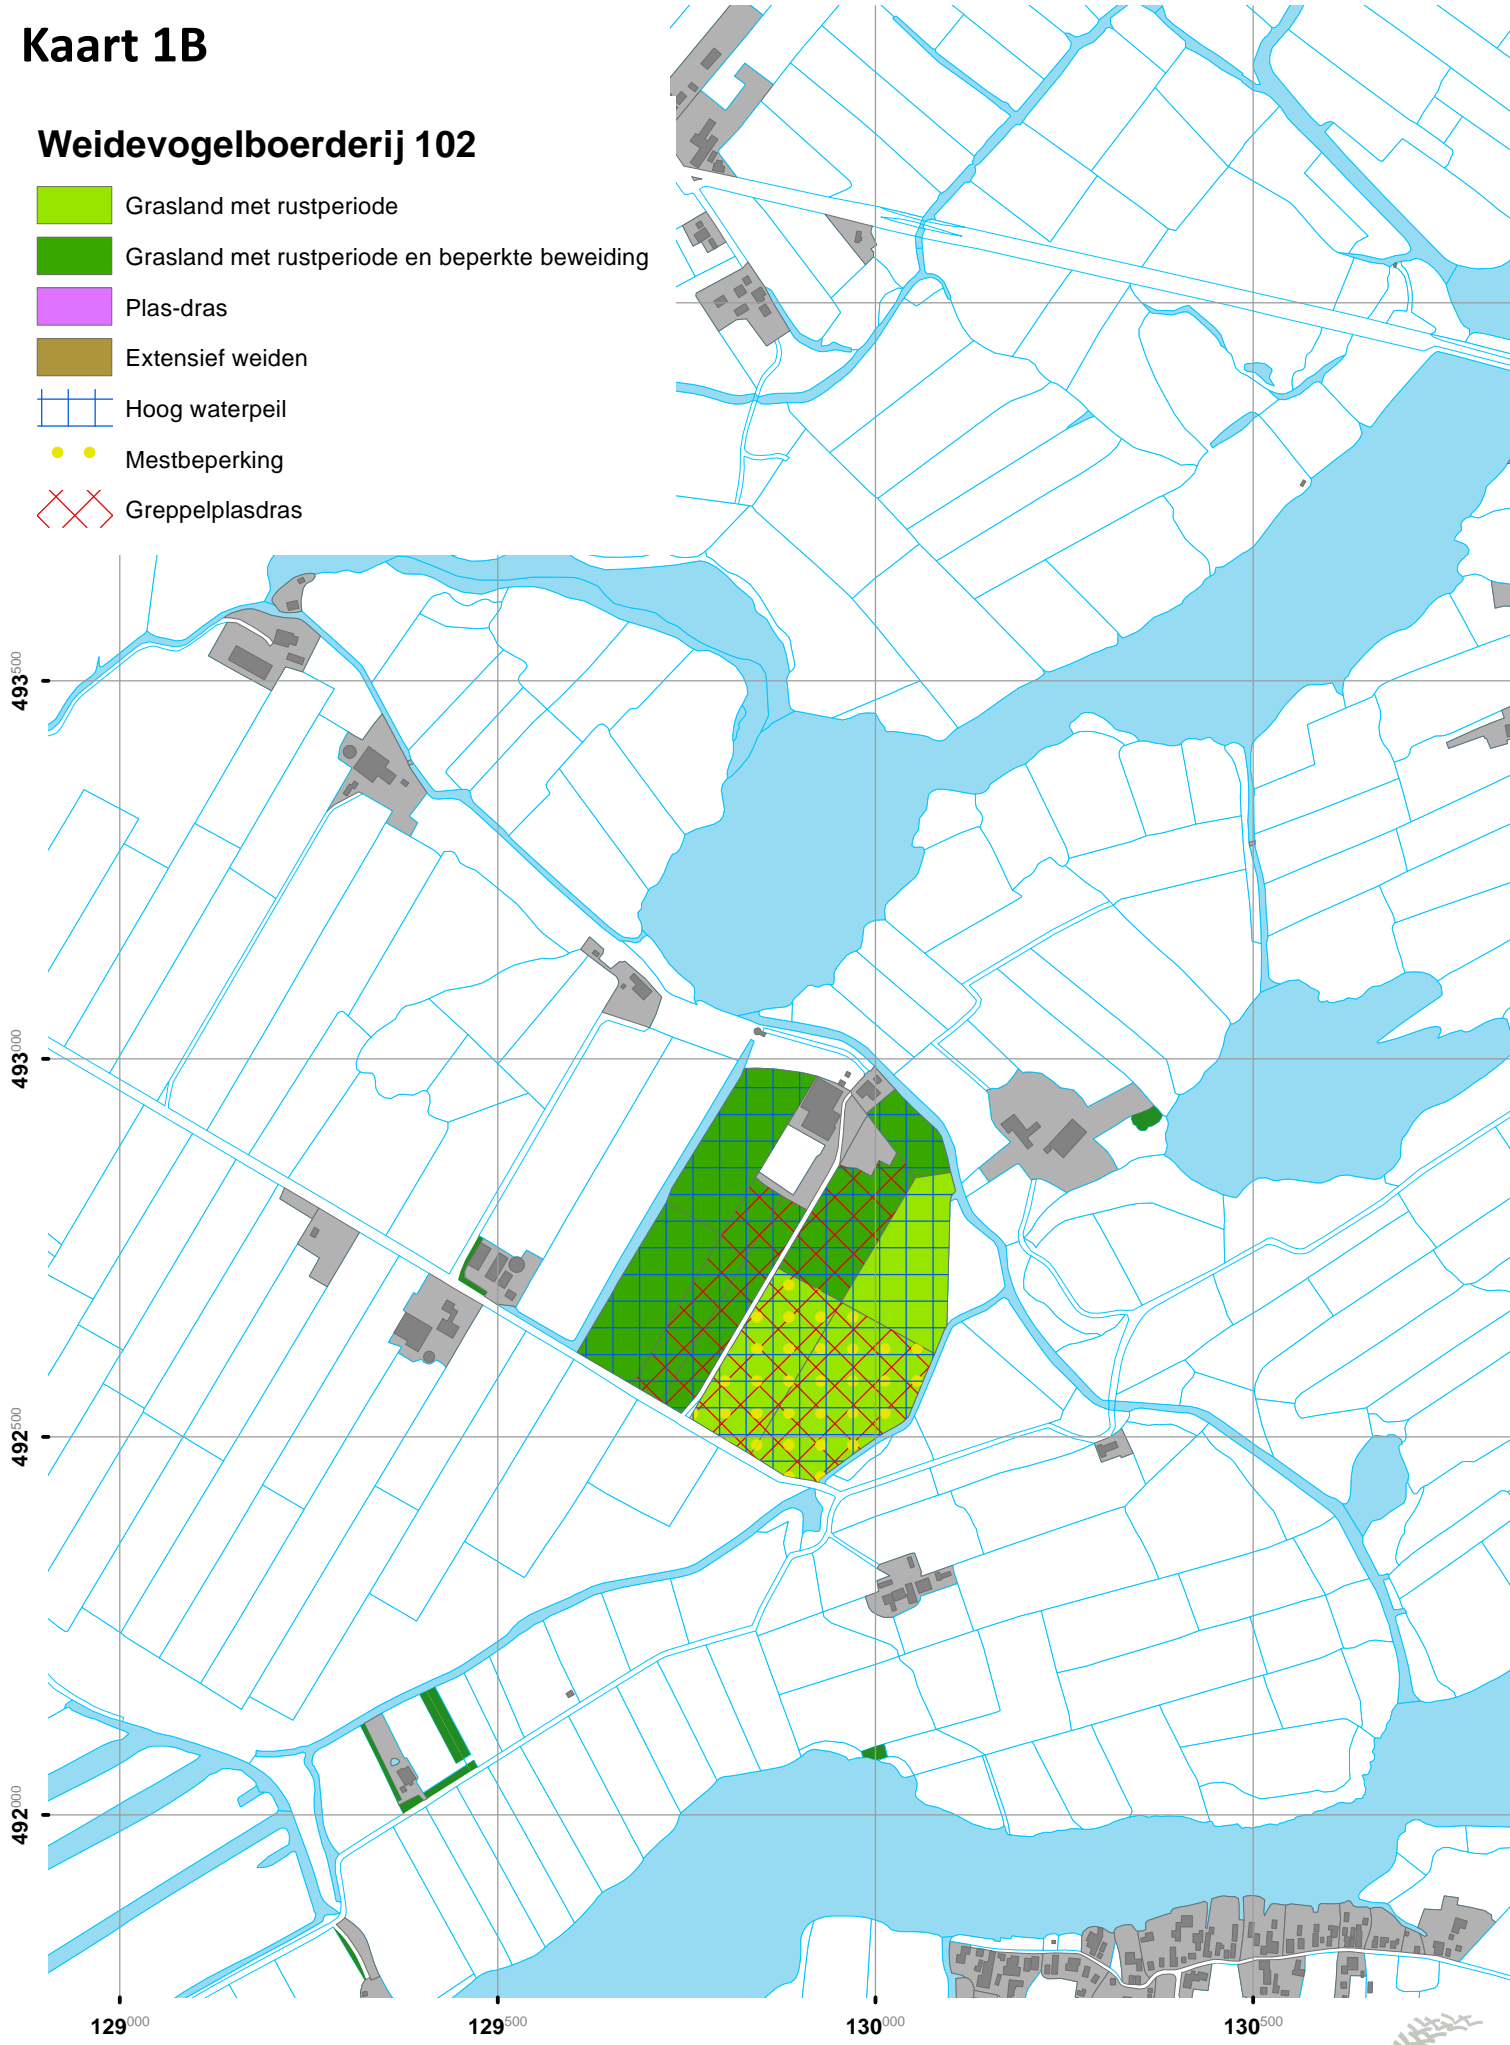 Kaart 1B
Weidevogelboerderij 102
Grasland met rustperiode
Grasland met rustperiode en beperkte beweiding
Plas-dras
Extensief weiden
Hoog waterpeil
Mestbeperking
Greppelplasdras
493500
493000
492500
492000
129000
129500
130000
130500